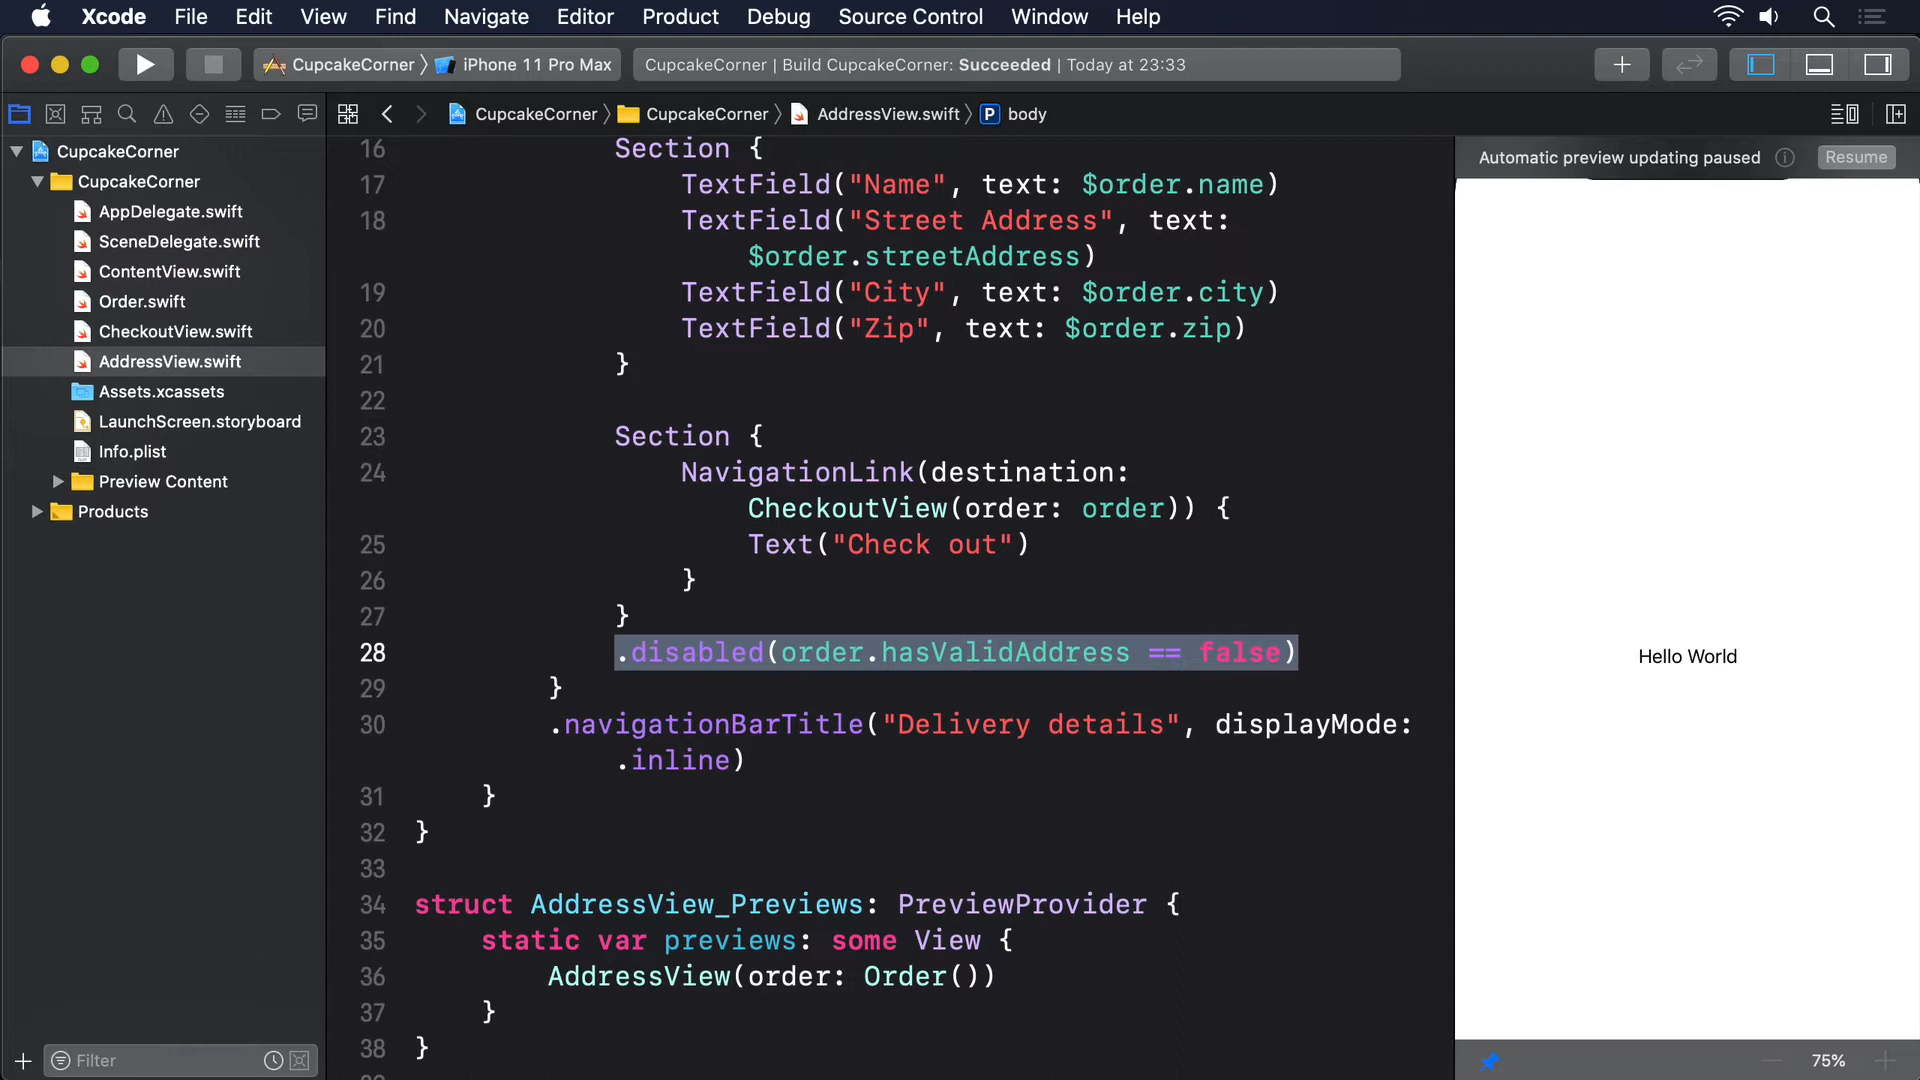 Xcode File Edit View Find Navigate Editor Product Debug Source Control Window Help
CupcakeCorner 〉 iPhone 11 Pro Max
CupcakeCorner | Build CupcakeCorner: Succeeded | Today at 23:33
CupcakeCorner 〉 CupcakeCorner 〉 AddressView.swift 〉 P body
CupcakeCorner
CupcakeCorner
AppDelegate.swift
SceneDelegate.swift
ContentView.swift
Order.swift
CheckoutView.swift
AddressView.swift
Assets.xcassets
LaunchScreen.storyboard
Info.plist
Preview Content
Products
Filter
16 Section {
17 TextField("Name", text: $order.name)
18 TextField("Street Address", text:
$order.streetAddress)
19 TextField("City", text: $order.city)
20 TextField("Zip", text: $order.zip)
21 }
22
23 Section {
24 NavigationLink(destination:
CheckoutView(order: order)) {
25 Text("Check out")
26 }
27 }
28 .disabled(order.hasValidAddress == false)
29 }
30 .navigationBarTitle("Delivery details", displayMode:
.inline)
31 }
32 }
33
34 struct AddressView_Previews: PreviewProvider {
35 static var previews: some View {
36 AddressView(order: Order())
37 }
38 }
Automatic preview updating paused
Resume
Hello World
75%